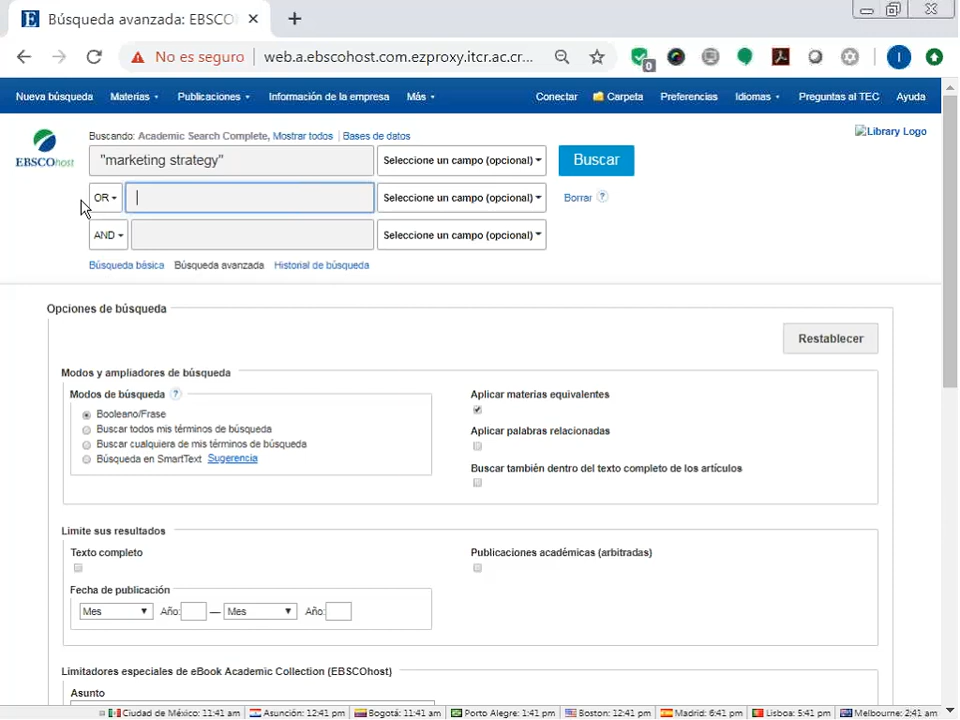 Búsqueda avanzada: EBSCO
No es seguro web.a.ebscohost.com.ezproxy.itcr.ac.cr...
0
I
Nueva búsqueda Materias Publicaciones Información de la empresa Más Conectar Carpeta Preferencias Idiomas Preguntas al TEC Ayuda
Buscando: Academic Search Complete, Mostrar todos | Bases de datos
Library Logo
EBSCOhost
"marketing strategy" Seleccione un campo (opcional) Buscar
OR Seleccione un campo (opcional) Borrar ?
AND Seleccione un campo (opcional)
Búsqueda básica Búsqueda avanzada Historial de búsqueda
Opciones de búsqueda
Restablecer
Modos y ampliadores de búsqueda
Modos de búsqueda ?
Booleano/Frase
Buscar todos mis términos de búsqueda
Buscar cualquiera de mis términos de búsqueda
Búsqueda en SmartText Sugerencia
Aplicar materias equivalentes
Aplicar palabras relacionadas
Buscar también dentro del texto completo de los artículos
Limite sus resultados
Texto completo
Publicaciones académicas (arbitradas)
Fecha de publicación
Mes Año: — Mes Año:
Limitadores especiales de eBook Academic Collection (EBSCOhost)
Asunto
Ciudad de México: 11:41 am Asunción: 12:41 pm Bogotá: 11:41 am Porto Alegre: 1:41 pm Boston: 12:41 pm Madrid: 6:41 pm Lisboa: 5:41 pm Melbourne: 2:41 am